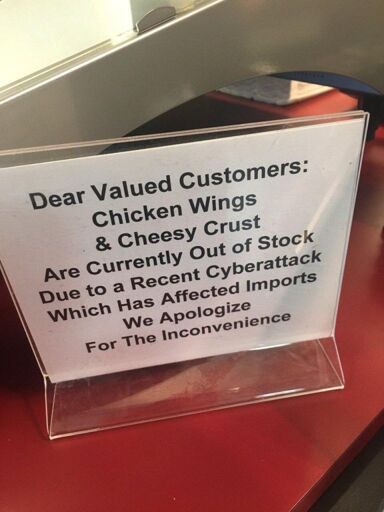 Dear Valued Customers:
Chicken Wings
& Cheesy Crust
Are Currently Out of Stock
Due to a Recent Cyberattack
Which Has Affected Imports
We Apologize
For The Inconvenience